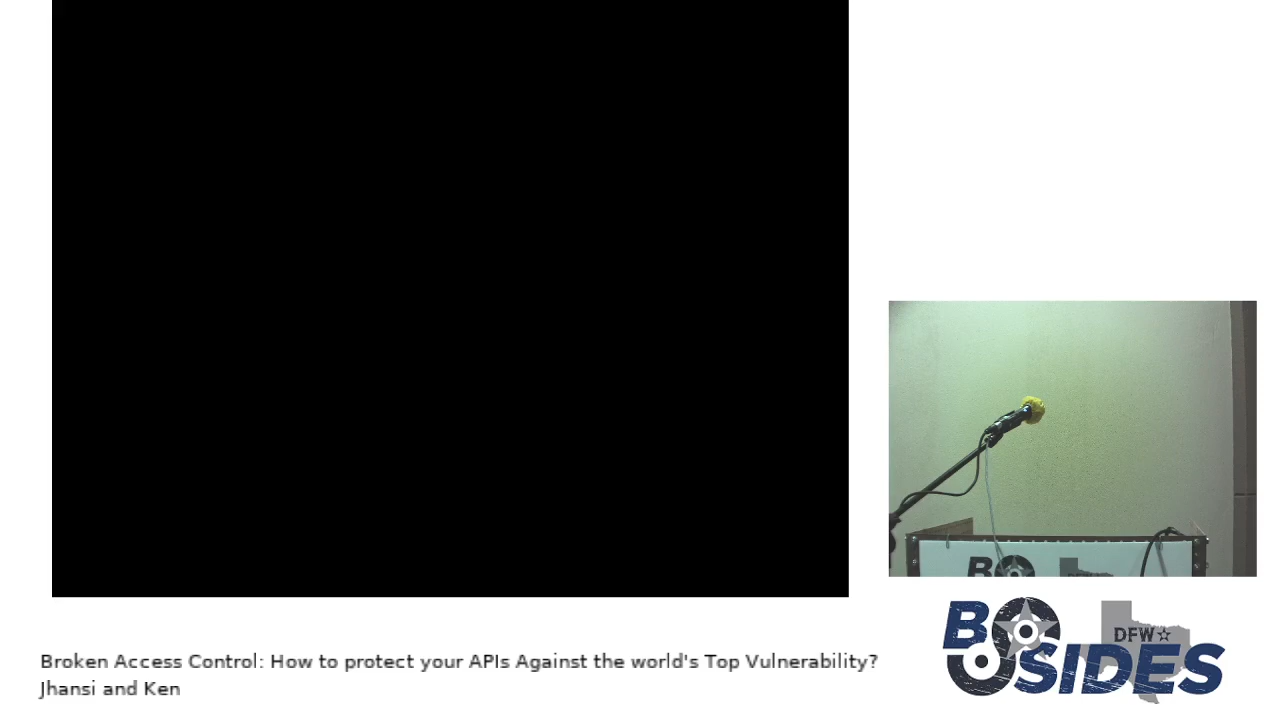 Broken Access Control: How to protect your APIs Against the world's Top Vulnerability?
Jhansi and Ken
BSIDES
DFW